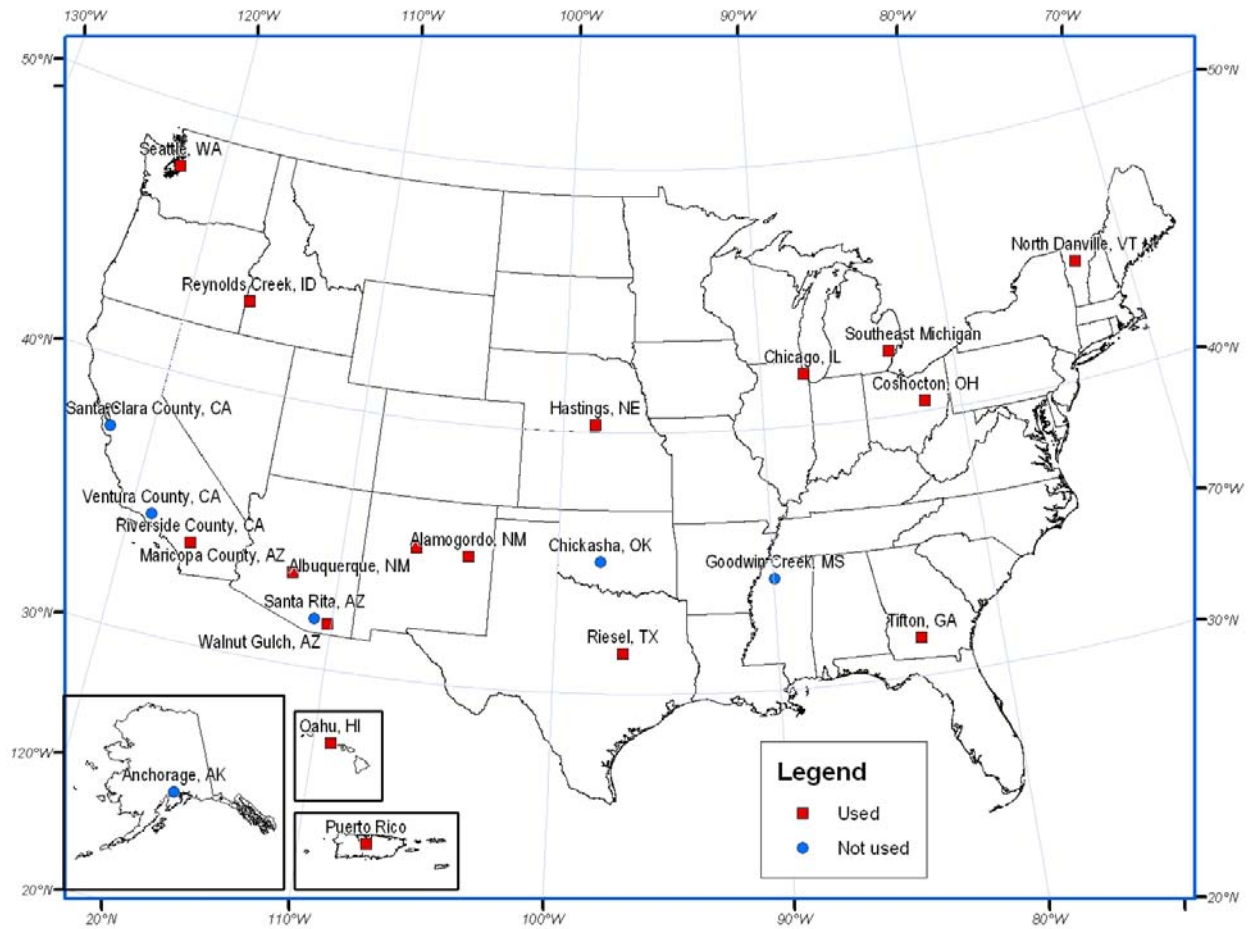 130°W 120°W 110°W 100°W 90°W 80°W 70°W
50°N 50°N
Seattle, WA
North Danville, VT
Reynolds Creek, ID
Southeast Michigan
40°N 40°N
Chicago, IL
Coshocton, OH
Santa Clara County, CA
Hastings, NE
70°W
Ventura County, CA
Riverside County, CA
Alamogordo, NM
Chickasha, OK
Maricopa County, AZ
Albuquerque, NM
Goodwin Creek, MS
Santa Rita, AZ
30°N 30°N
Tifton, GA
Walnut Gulch, AZ
Riesel, TX
Oahu, HI
120°W
Anchorage, AK
Legend
Used
Puerto Rico
Not used
20°N 20°N
20°N 110°W 100°W 90°W 80°W